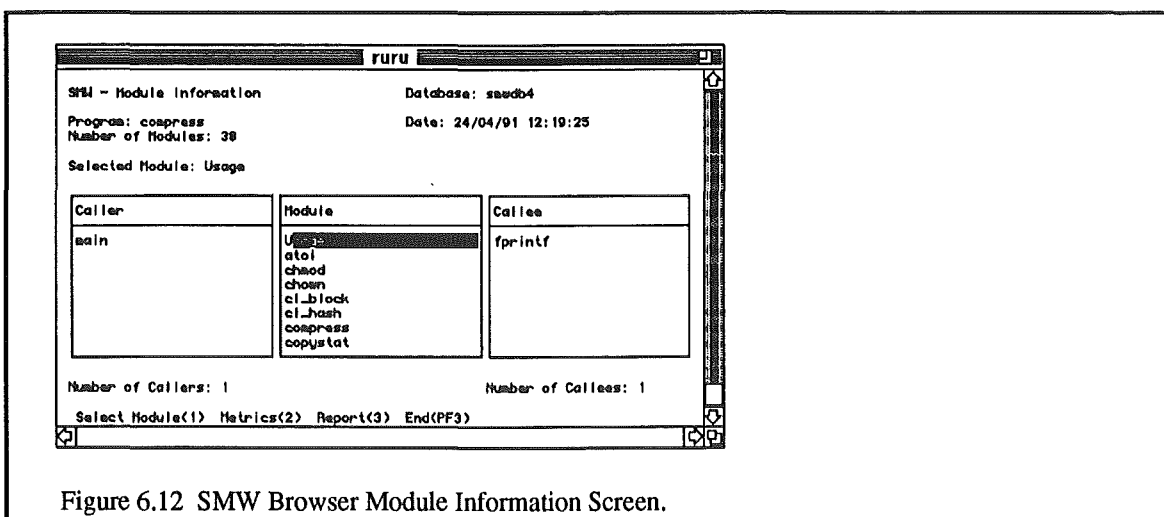 ruru
SMW - Module Information Database: smwdb4
Program: compress Date: 24/04/91 12:19:25
Number of Modules: 38
Selected Module: Usage
Caller Module Callee
main fprintf
atoi
chmod
chown
cl_block
cl_hash
compress
copystat
Number of Callers: 1 Number of Callees: 1
Select Module(1) Metrics(2) Report(3) End(PF3)
Figure 6.12 SMW Browser Module Information Screen.